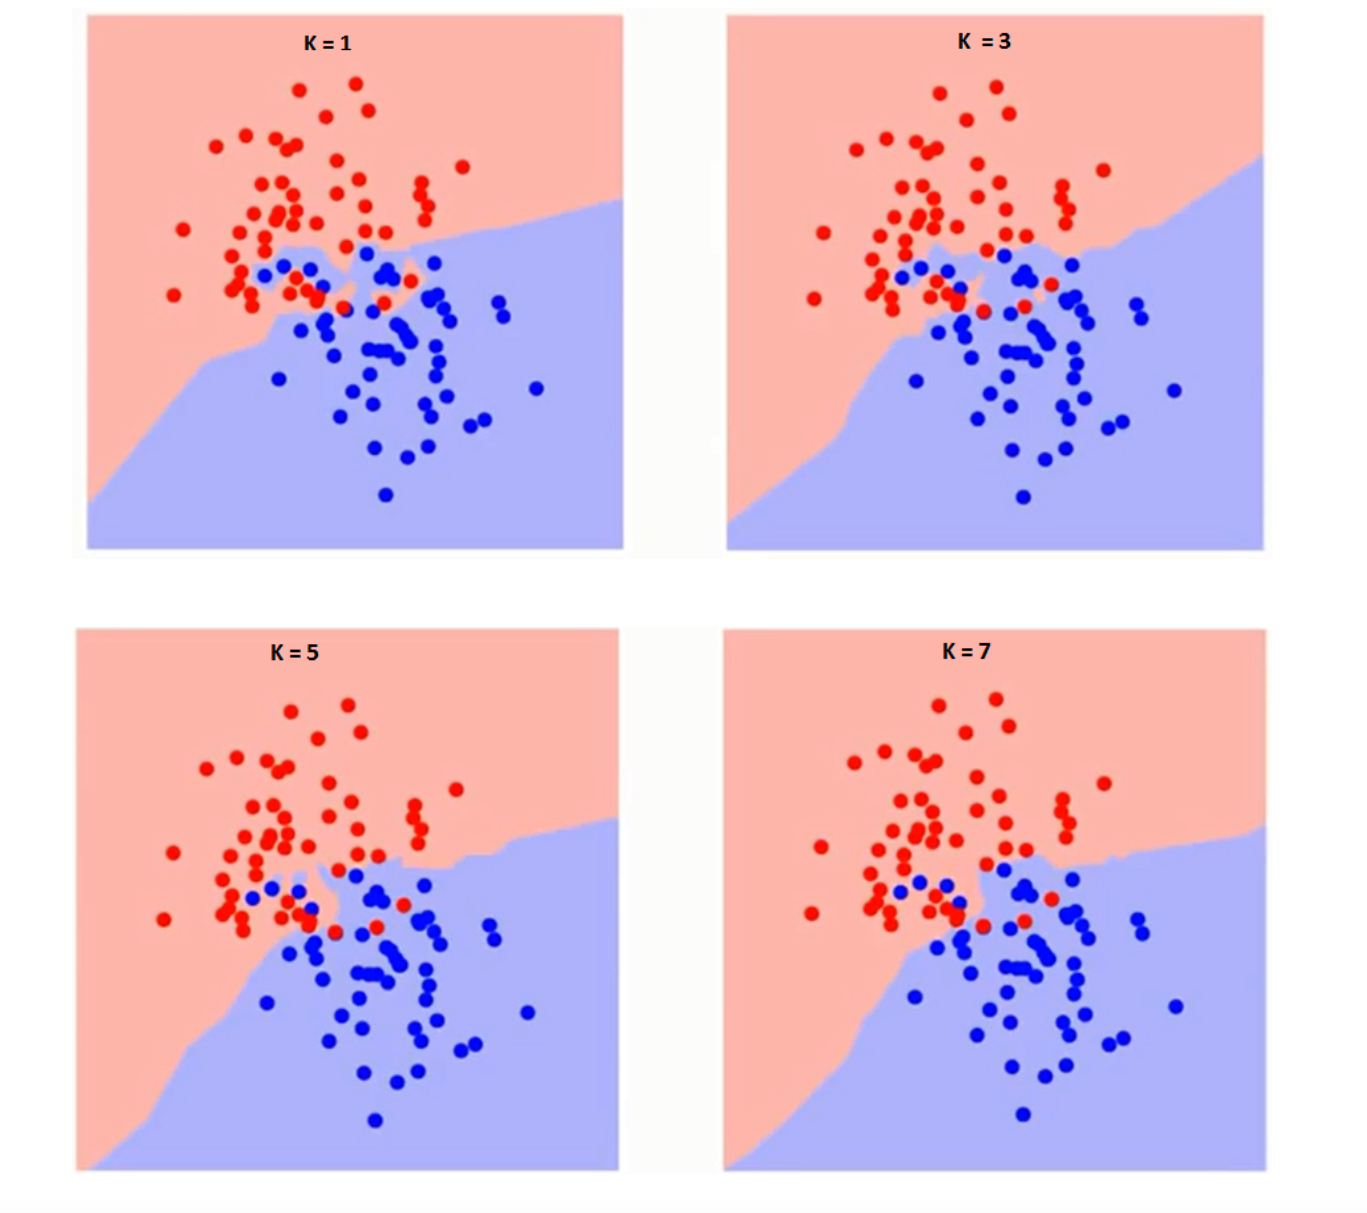 K = 1
K = 3
K = 5
K = 7